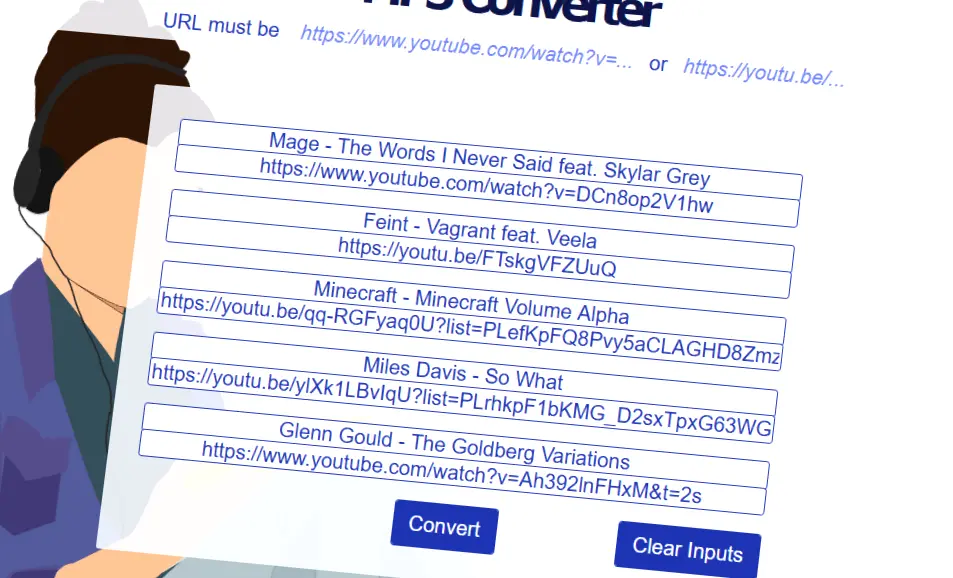 MP3 Converter
URL must be https://www.youtube.com/watch?v=... or https://youtu.be/...
Mage - The Words I Never Said feat. Skylar Grey
https://www.youtube.com/watch?v=DCn8op2V1hw
Feint - Vagrant feat. Veela
https://youtu.be/FTskgVFZUuQ
Minecraft - Minecraft Volume Alpha
https://youtu.be/qq-RGFyaq0U?list=PLefKpFQ8Pvy5aCLAGHD8Zmz
Miles Davis - So What
https://youtu.be/ylXk1LBvIqU?list=PLrhkpF1bKMG_D2sxTpxG63WG
Glenn Gould - The Goldberg Variations
https://www.youtube.com/watch?v=Ah392lnFHxM&t=2s
Convert
Clear Inputs